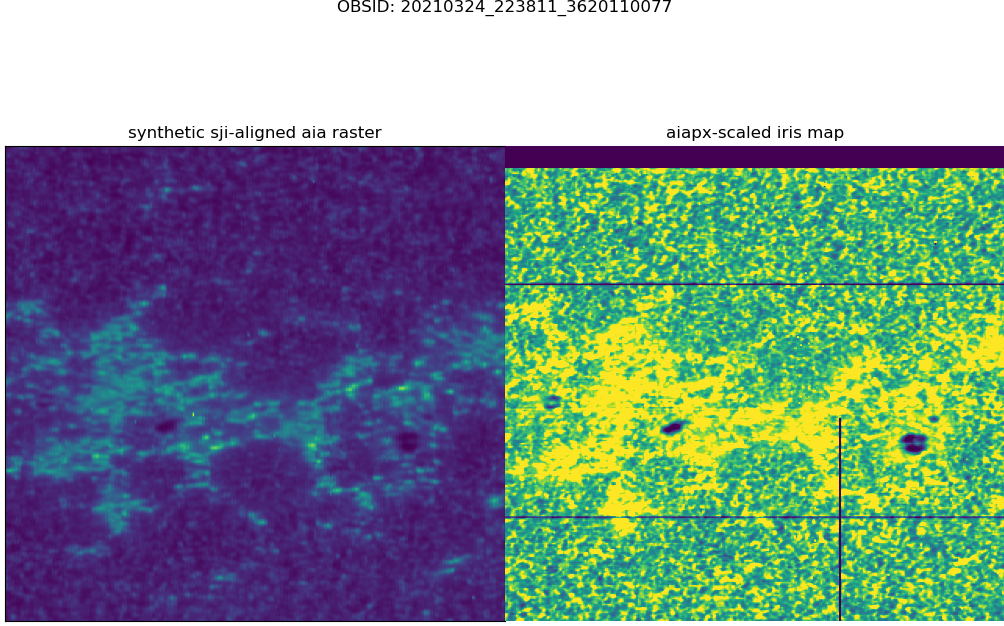 OBSID: 20210324_223811_3620110077
synthetic sji-aligned aia raster
aiapx-scaled iris map